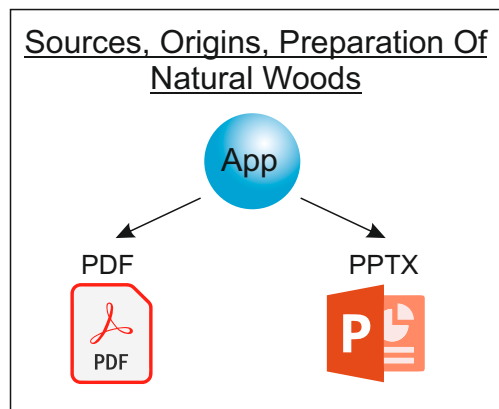 Sources, Origins, Preparation Of
Natural Woods
App
PDF
PPTX
PDF
P